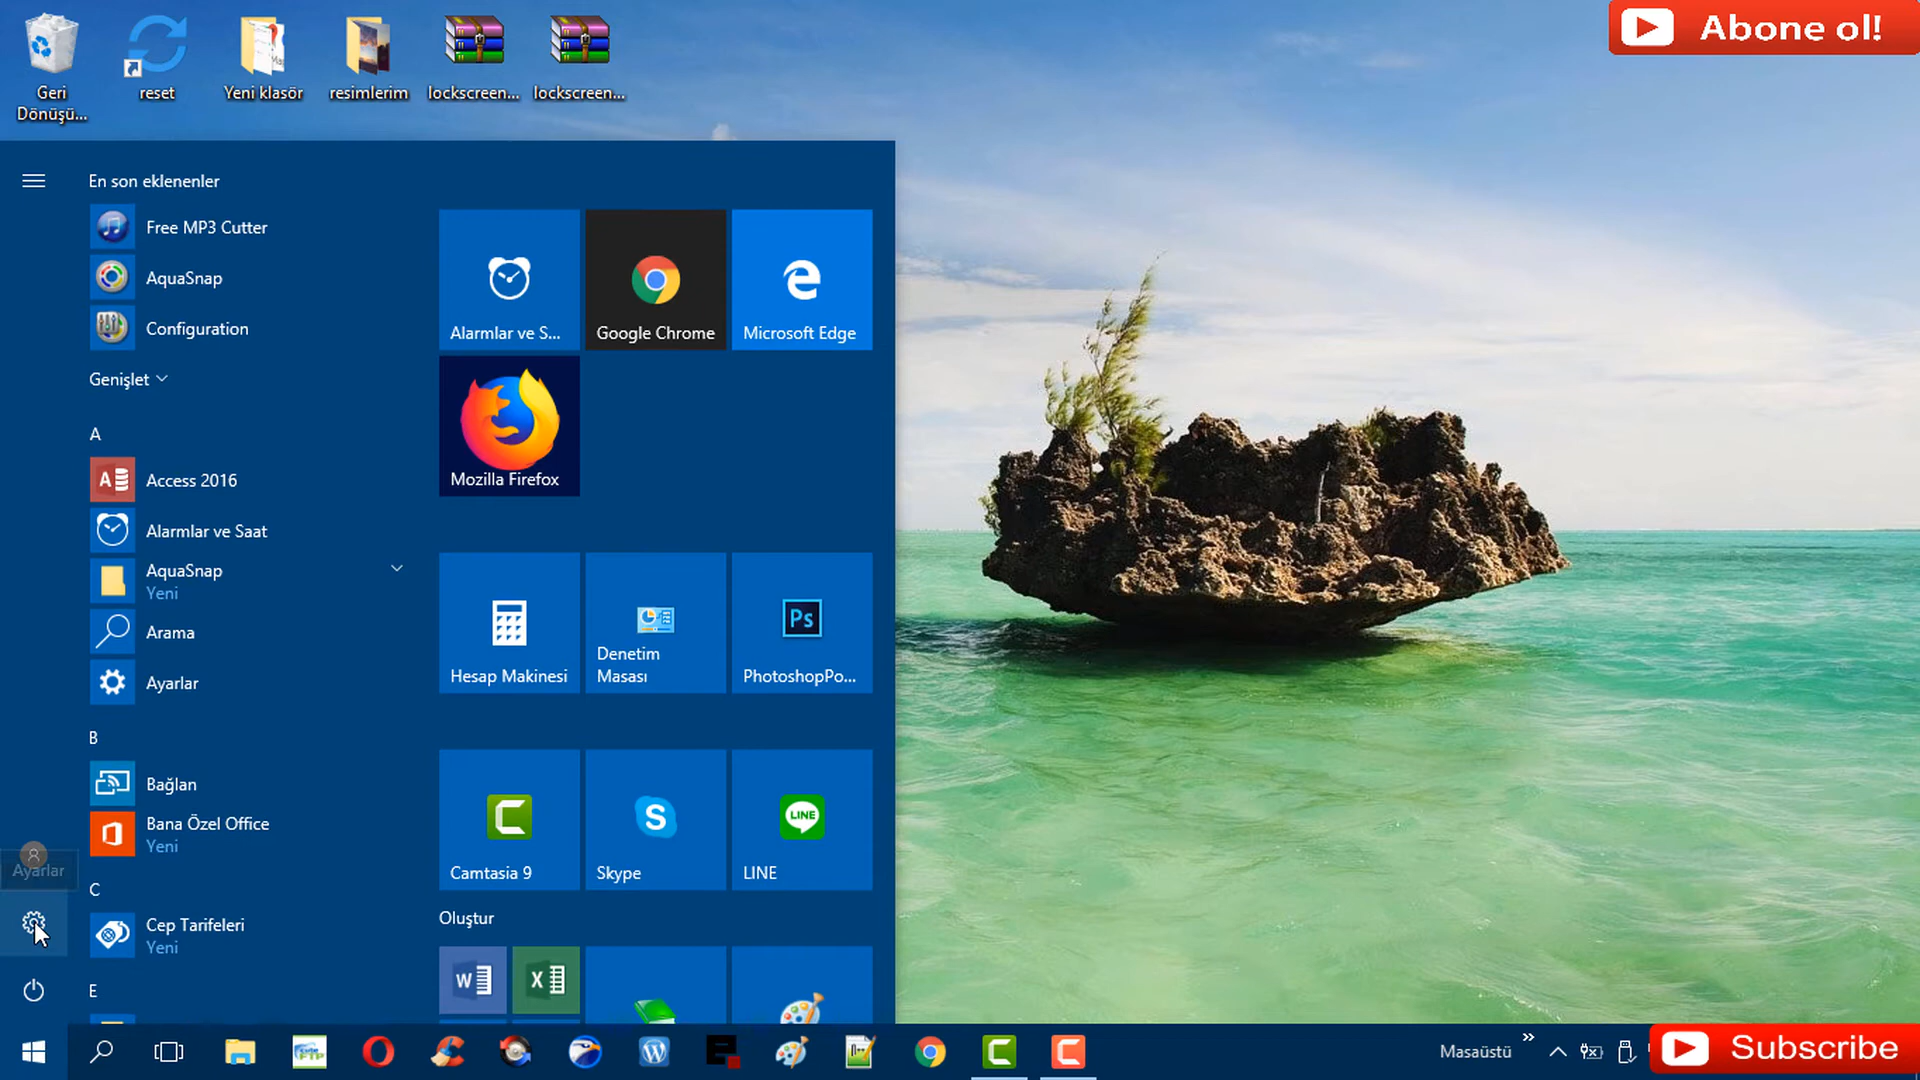 Abone ol!
Geri
Dönüşü...
reset
Yeni klasör
resimlerim
lockscreen...
lockscreen...
En son eklenenler
Free MP3 Cutter
AquaSnap
Configuration
Genişlet
A
Access 2016
Alarmlar ve Saat
AquaSnap
Yeni
Arama
Ayarlar
B
Bağlan
Bana Özel Office
Yeni
C
Cep Tarifeleri
Yeni
E
Ayarlar
Alarmlar ve S...
Google Chrome
Microsoft Edge
Mozilla Firefox
Hesap Makinesi
Denetim
Masası
Ps
PhotoshopPo...
Camtasia 9
Skype
LINE
LINE
Oluştur
Masaüstü
Subscribe